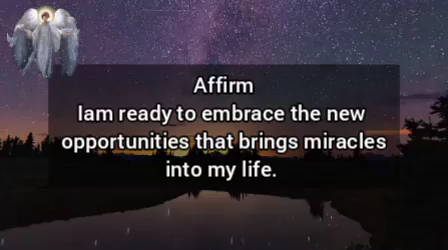 Affirm
Iam ready to embrace the new
opportunities that brings miracles
into my life.